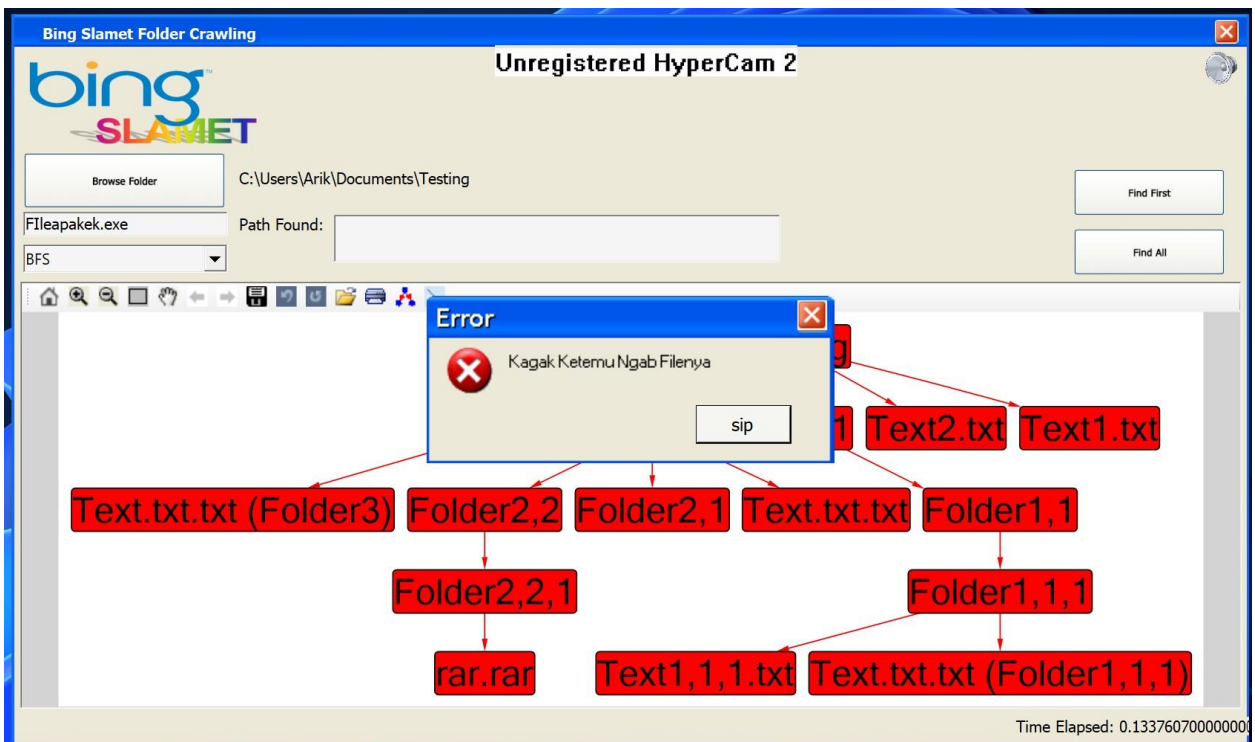 Bing Slamet Folder Crawling
Unregistered HyperCam 2
bing™
SLAMET
Browse Folder
C:\Users\Arik\Documents\Testing
Find First
FIleapakek.exe
Path Found:
BFS
Find All
Error
Kagak Ketemu Ngab Filenya
sip
g
1
Text2.txt
Text1.txt
Text.txt.txt (Folder3)
Folder2,2
Folder2,1
Text.txt.txt
Folder1,1
Folder2,2,1
Folder1,1,1
rar.rar
Text1,1,1.txt
Text.txt.txt (Folder1,1,1)
Time Elapsed: 0.133760700000000